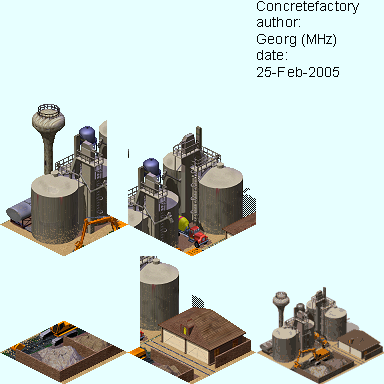 Concretefactory
author:
Georg (MHz)
date:
25-Feb-2005